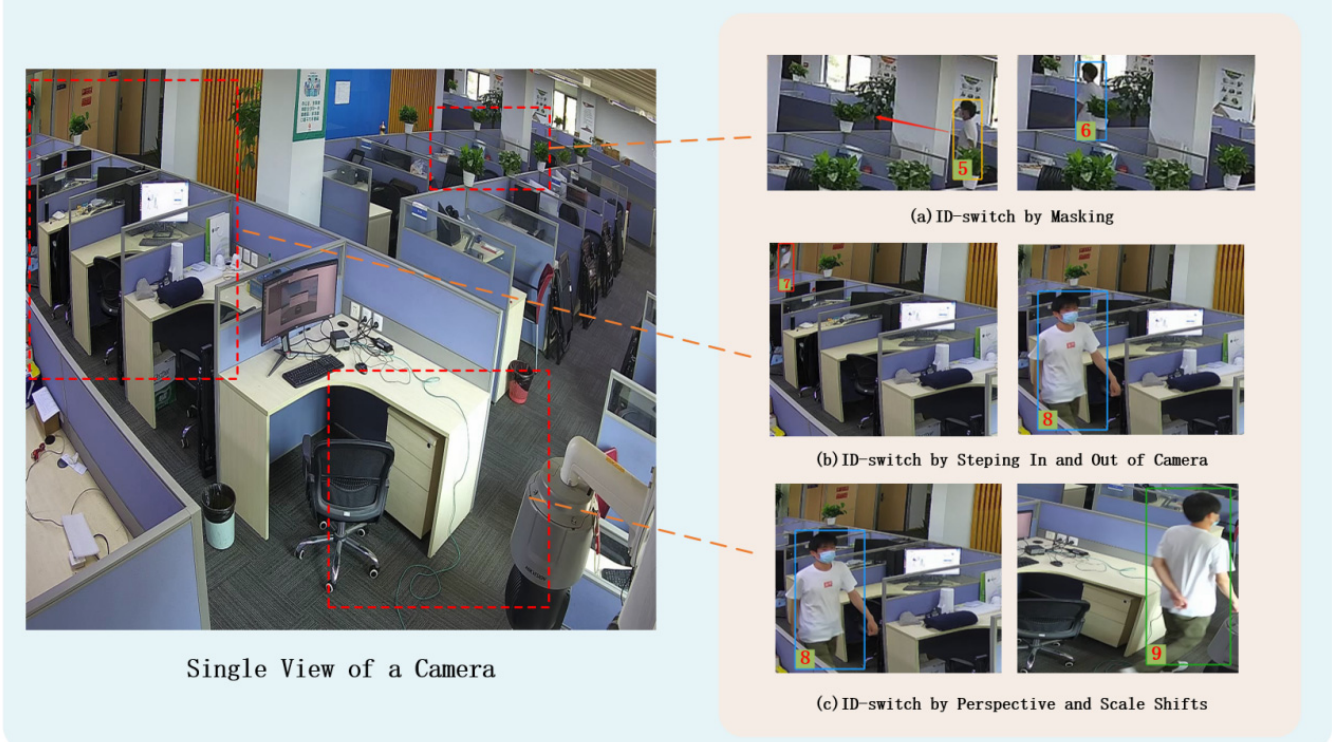 5
6
(a)ID-switch by Masking
7
8
(b)ID-switch by Steping In and Out of Camera
8
9
(c)ID-switch by Perspective and Scale Shifts
Single View of a Camera